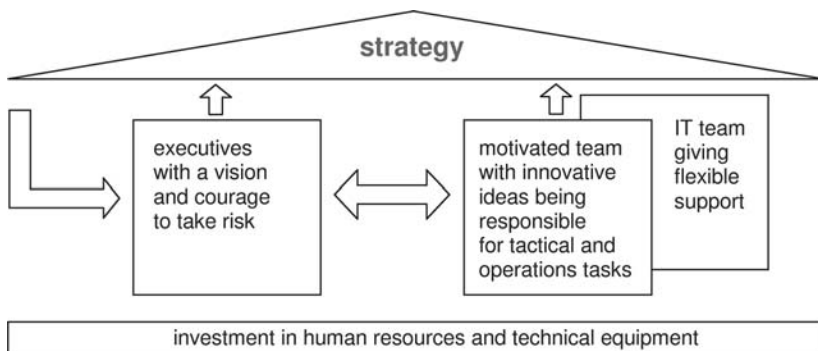 strategy
executives
with a vision
and courage
to take risk
motivated team
with innovative
ideas being
responsible
for tactical and
operations tasks
IT team
giving
flexible
support
investment in human resources and technical equipment